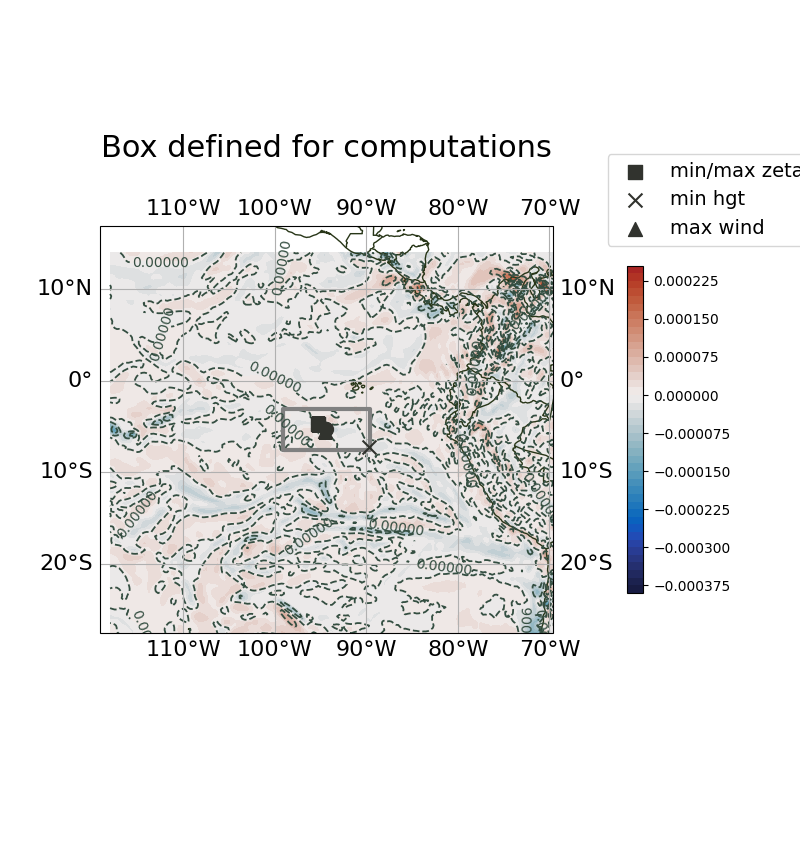 Box defined for computations
min/max zeta
min hgt
max wind
110°W 100°W 90°W 80°W 70°W
10°N 10°N
0° 0°
10°S 10°S
20°S 20°S
110°W 100°W 90°W 80°W 70°W
0.00000
0.00000
0.00000
0.00000
0.00000
0.00000
0.00000
0.00000
0.00000
0.000225
0.000150
0.000075
0.000000
−0.000075
−0.000150
−0.000225
−0.000300
−0.000375